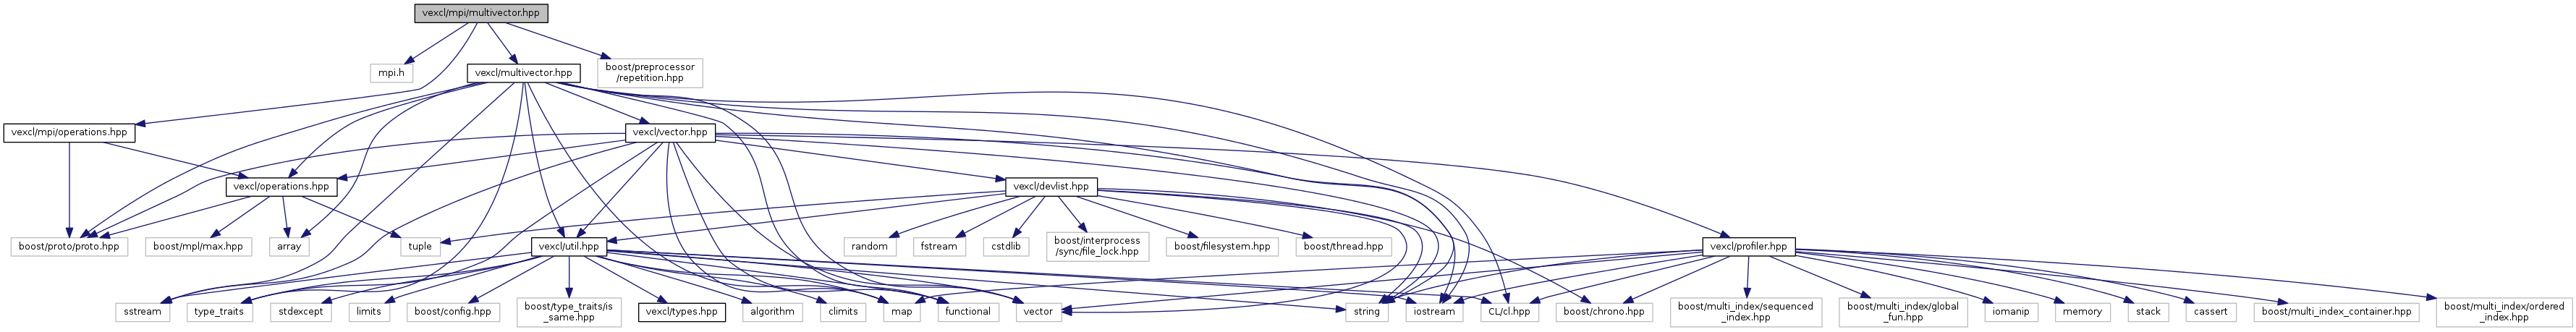 vexcl/mpi/multivector.hpp
mpi.h
vexcl/multivector.hpp
boost/preprocessor
/repetition.hpp
vexcl/mpi/operations.hpp
vexcl/vector.hpp
vexcl/operations.hpp
vexcl/devlist.hpp
boost/proto/proto.hpp
boost/mpl/max.hpp
array
tuple
vexcl/util.hpp
random
fstream
cstdlib
boost/interprocess
/sync/file_lock.hpp
boost/filesystem.hpp
boost/thread.hpp
vexcl/profiler.hpp
sstream
type_traits
stdexcept
limits
boost/config.hpp
boost/type_traits/is
_same.hpp
vexcl/types.hpp
algorithm
climits
map
functional
vector
string
iostream
CL/cl.hpp
boost/chrono.hpp
boost/multi_index/sequenced
_index.hpp
boost/multi_index/global
_fun.hpp
iomanip
memory
stack
cassert
boost/multi_index_container.hpp
boost/multi_index/ordered
_index.hpp